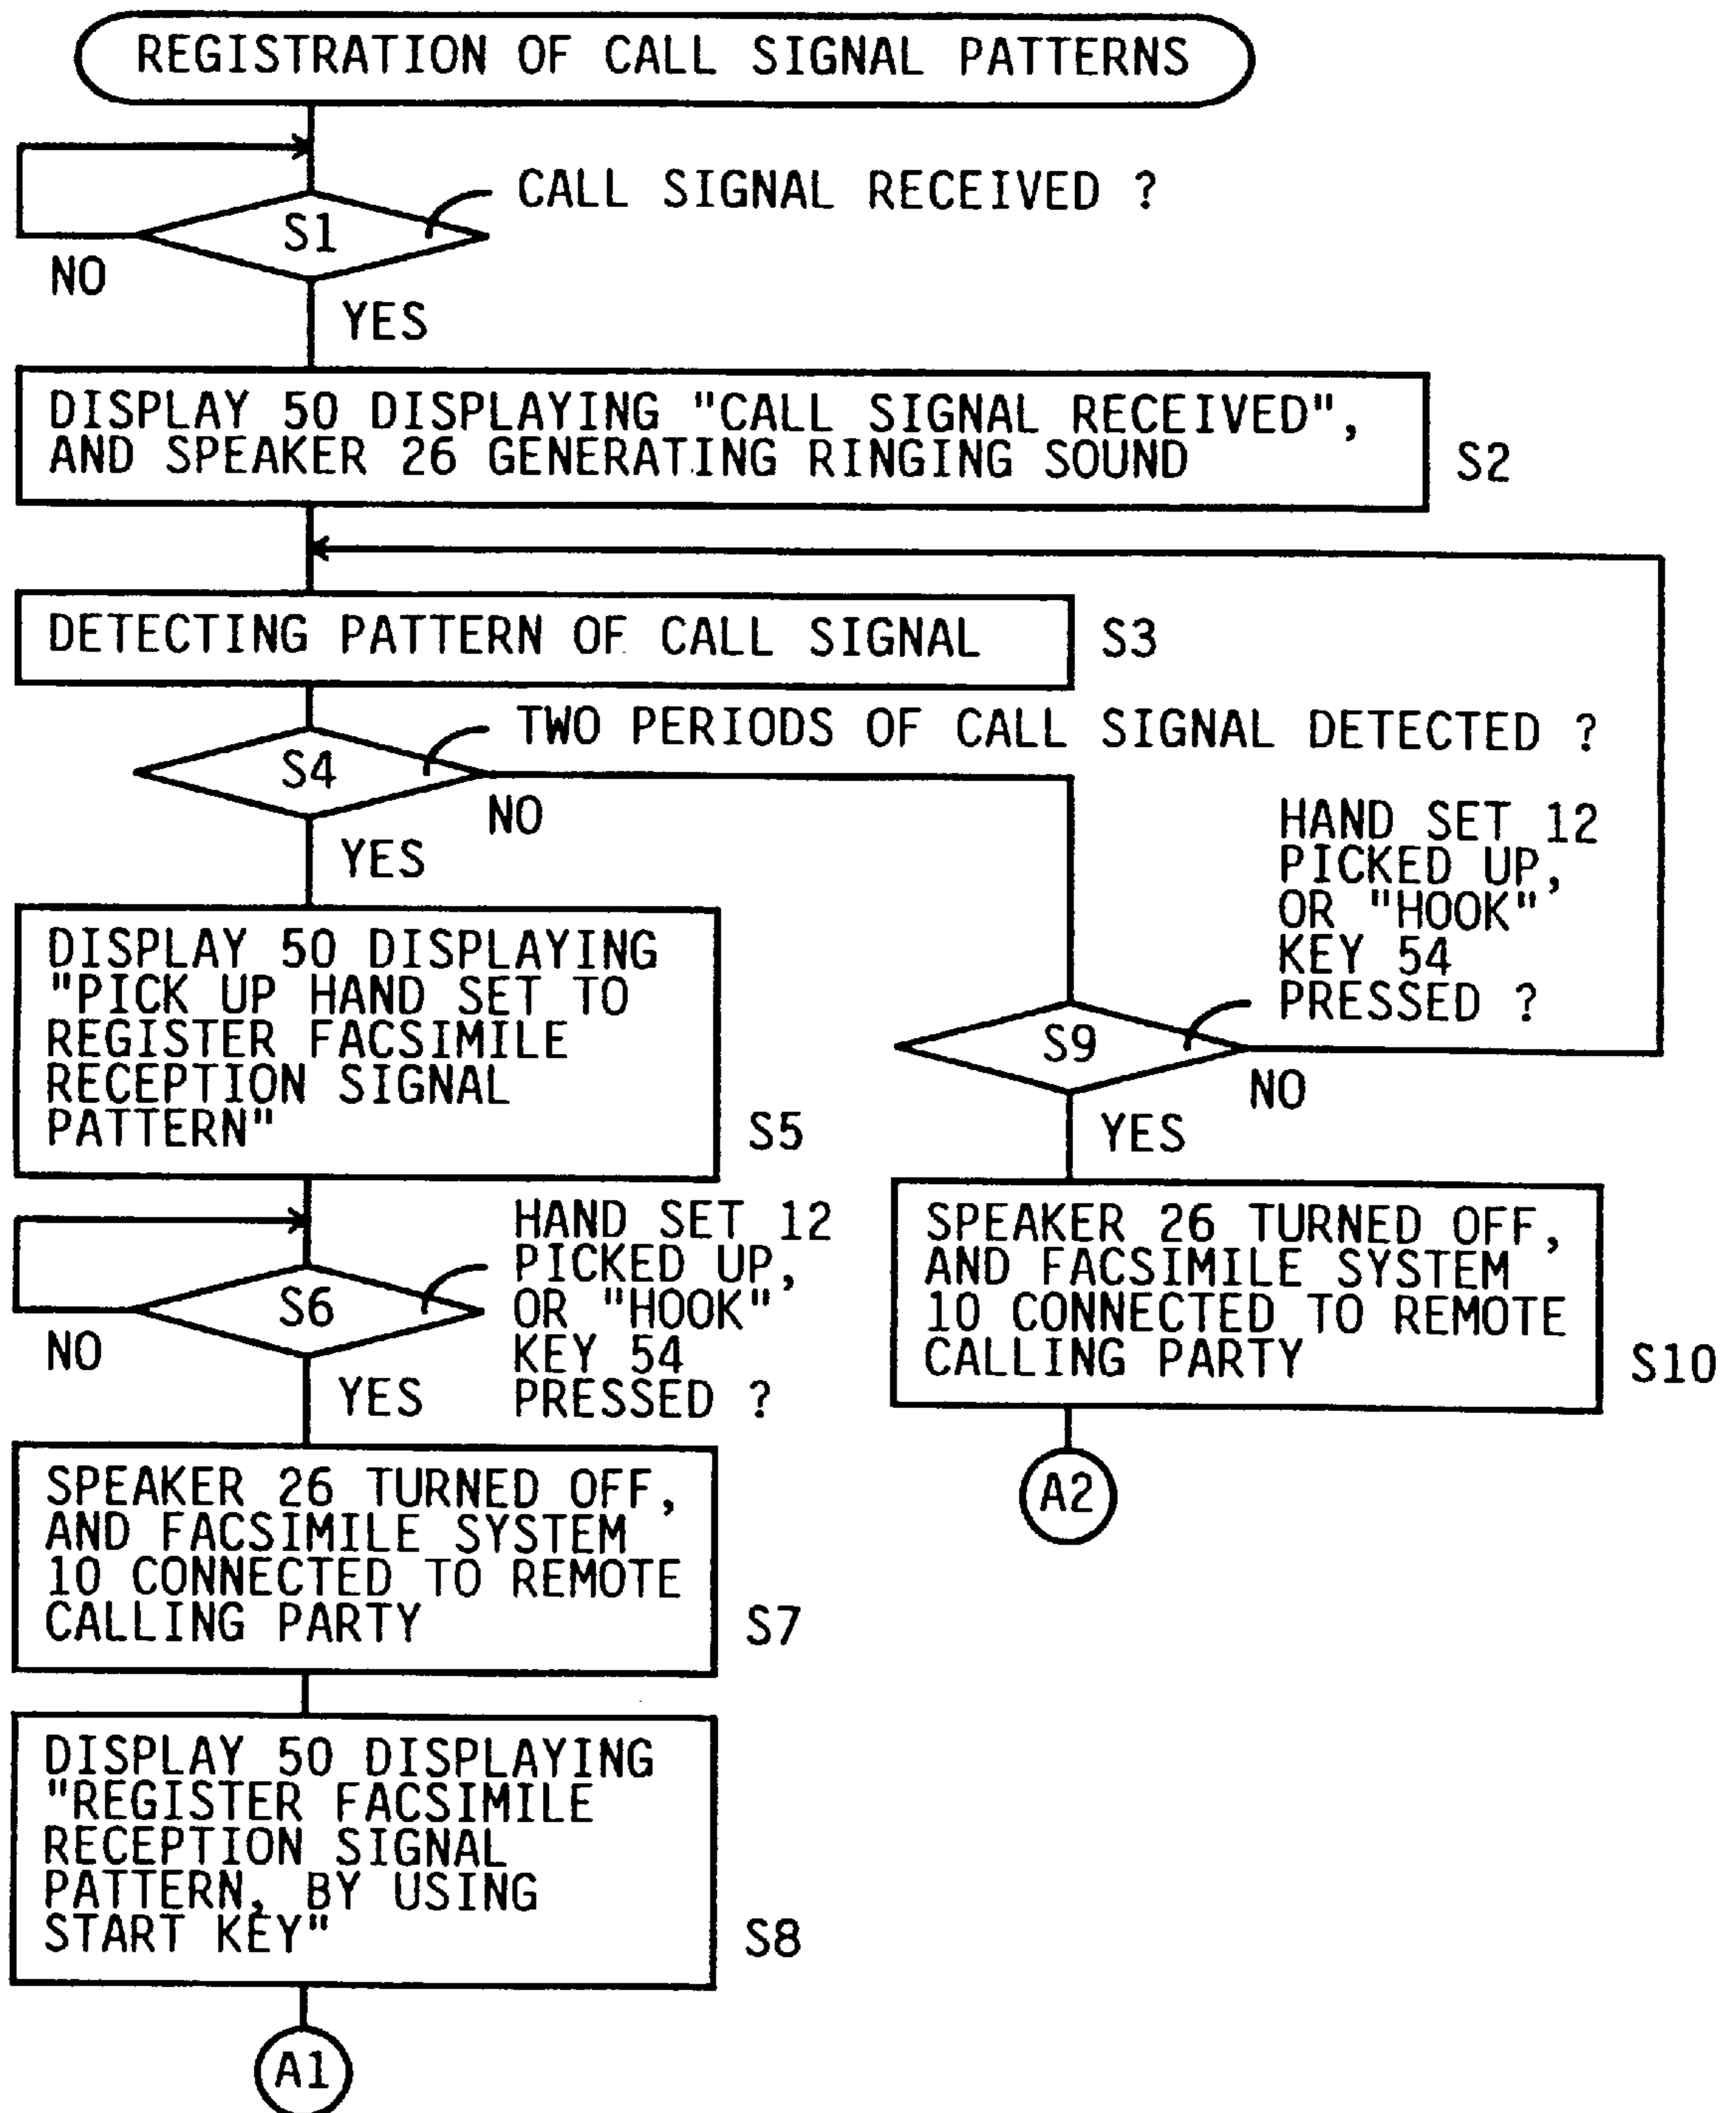 REGISTRATION OF CALL SIGNAL PATTERNS
CALL SIGNAL RECEIVED ?
S1
NO
YES
DISPLAY 50 DISPLAYING "CALL SIGNAL RECEIVED",
AND SPEAKER 26 GENERATING RINGING SOUND
S2
DETECTING PATTERN OF CALL SIGNAL
S3
TWO PERIODS OF CALL SIGNAL DETECTED ?
S4
NO
YES
DISPLAY 50 DISPLAYING
"PICK UP HAND SET TO
REGISTER FACSIMILE
RECEPTION SIGNAL
PATTERN"
S5
HAND SET 12
PICKED UP,
OR "HOOK"
KEY 54
PRESSED ?
S6
NO
YES
SPEAKER 26 TURNED OFF,
AND FACSIMILE SYSTEM
10 CONNECTED TO REMOTE
CALLING PARTY
S7
DISPLAY 50 DISPLAYING
"REGISTER FACSIMILE
RECEPTION SIGNAL
PATTERN, BY USING
START KEY"
S8
A1
HAND SET 12
PICKED UP,
OR "HOOK"
KEY 54
PRESSED ?
S9
NO
YES
SPEAKER 26 TURNED OFF,
AND FACSIMILE SYSTEM
10 CONNECTED TO REMOTE
CALLING PARTY
S10
A2